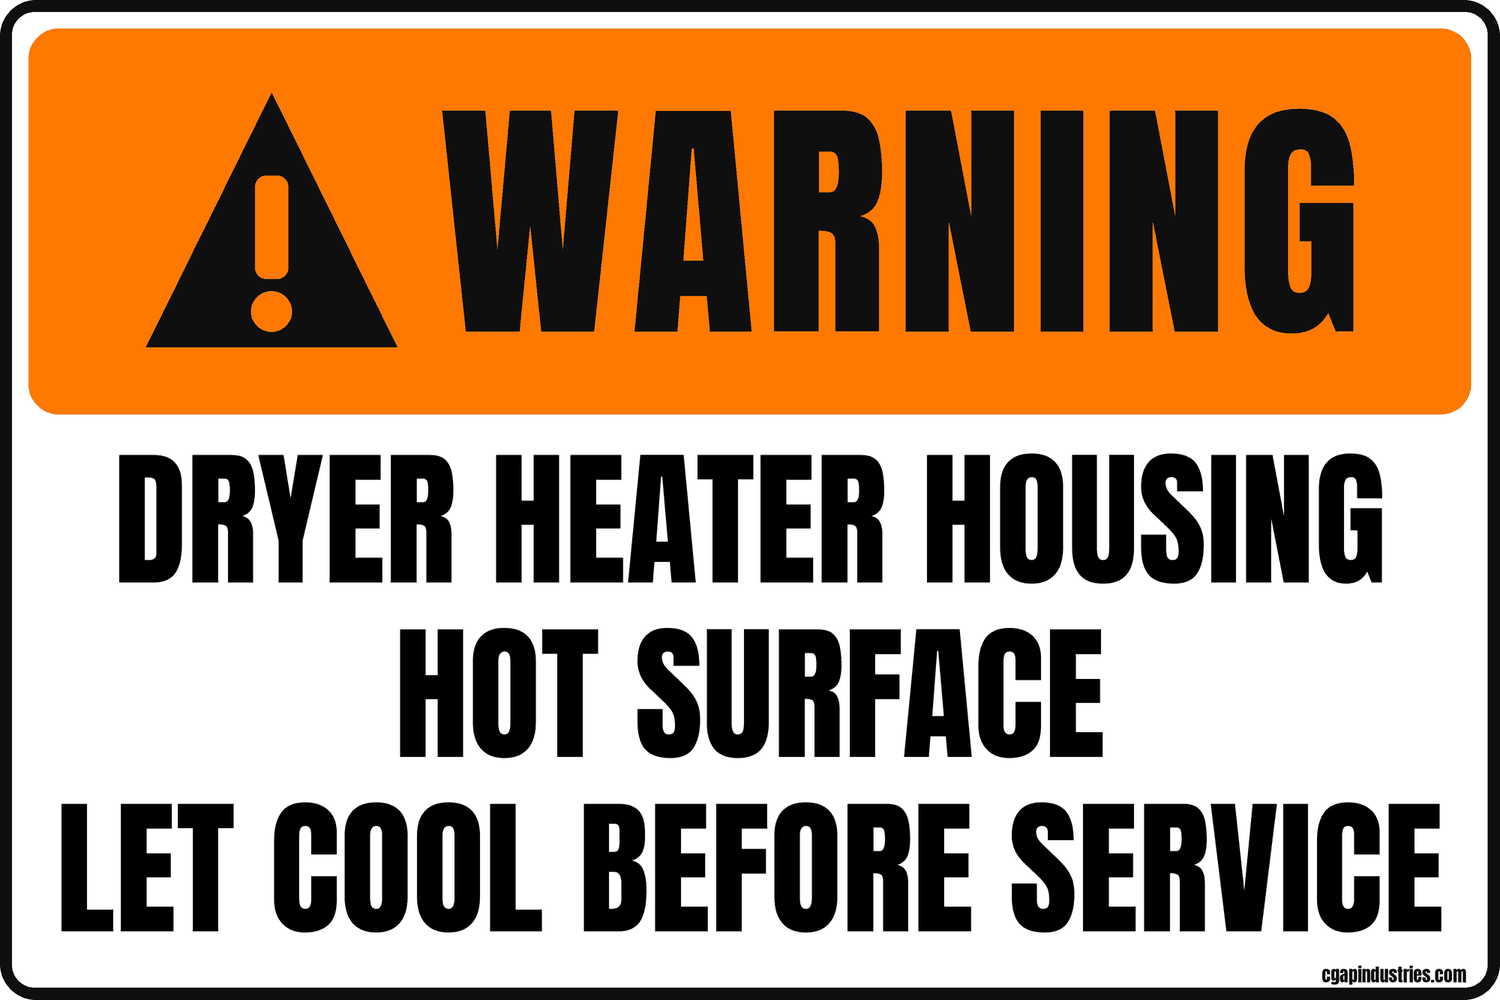 WARNING
DRYER HEATER HOUSING
HOT SURFACE
LET COOL BEFORE SERVICE
cgapindustries.com